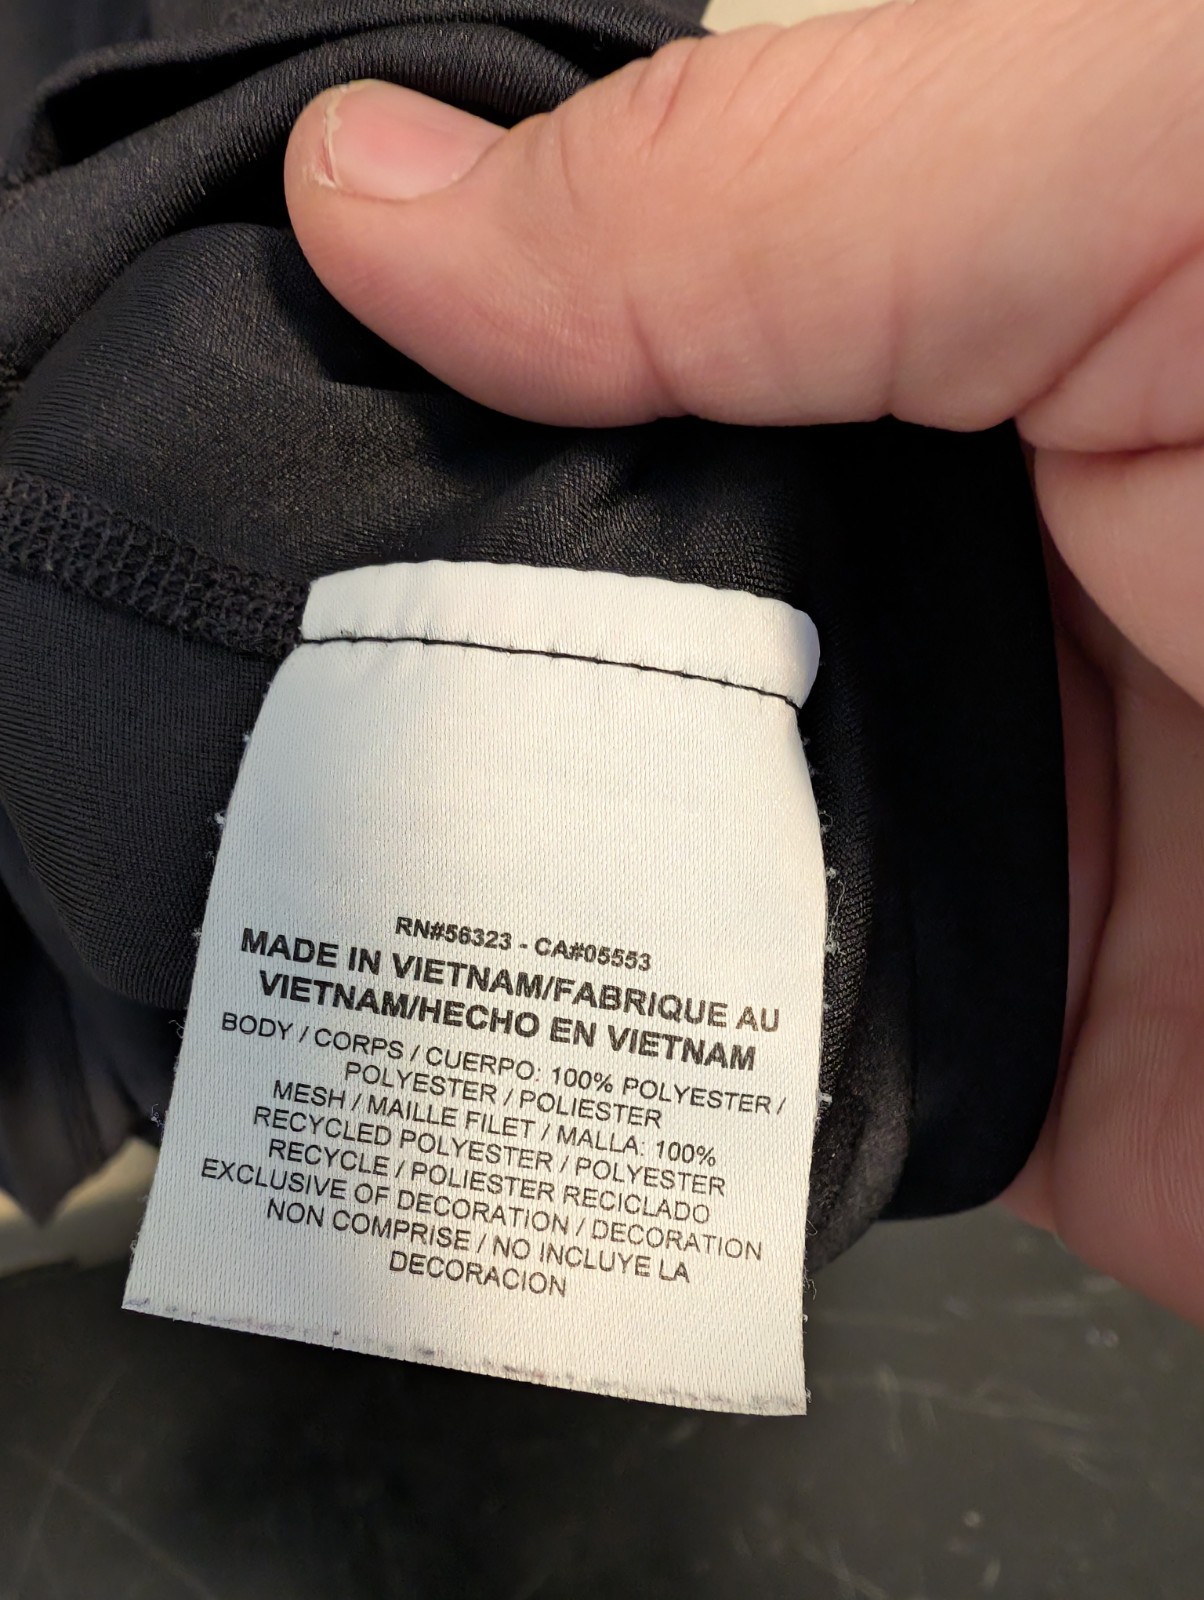 RN#56323 - CA#05553
MADE IN VIETNAM/FABRIQUE AU
VIETNAM/HECHO EN VIETNAM
BODY / CORPS / CUERPO: 100% POLYESTER /
POLYESTER / POLIESTER
MESH / MAILLE FILET / MALLA: 100%
RECYCLED POLYESTER / POLYESTER
RECYCLE / POLIESTER RECICLADO
EXCLUSIVE OF DECORATION / DECORATION
NON COMPRISE / NO INCLUYE LA
DECORACION